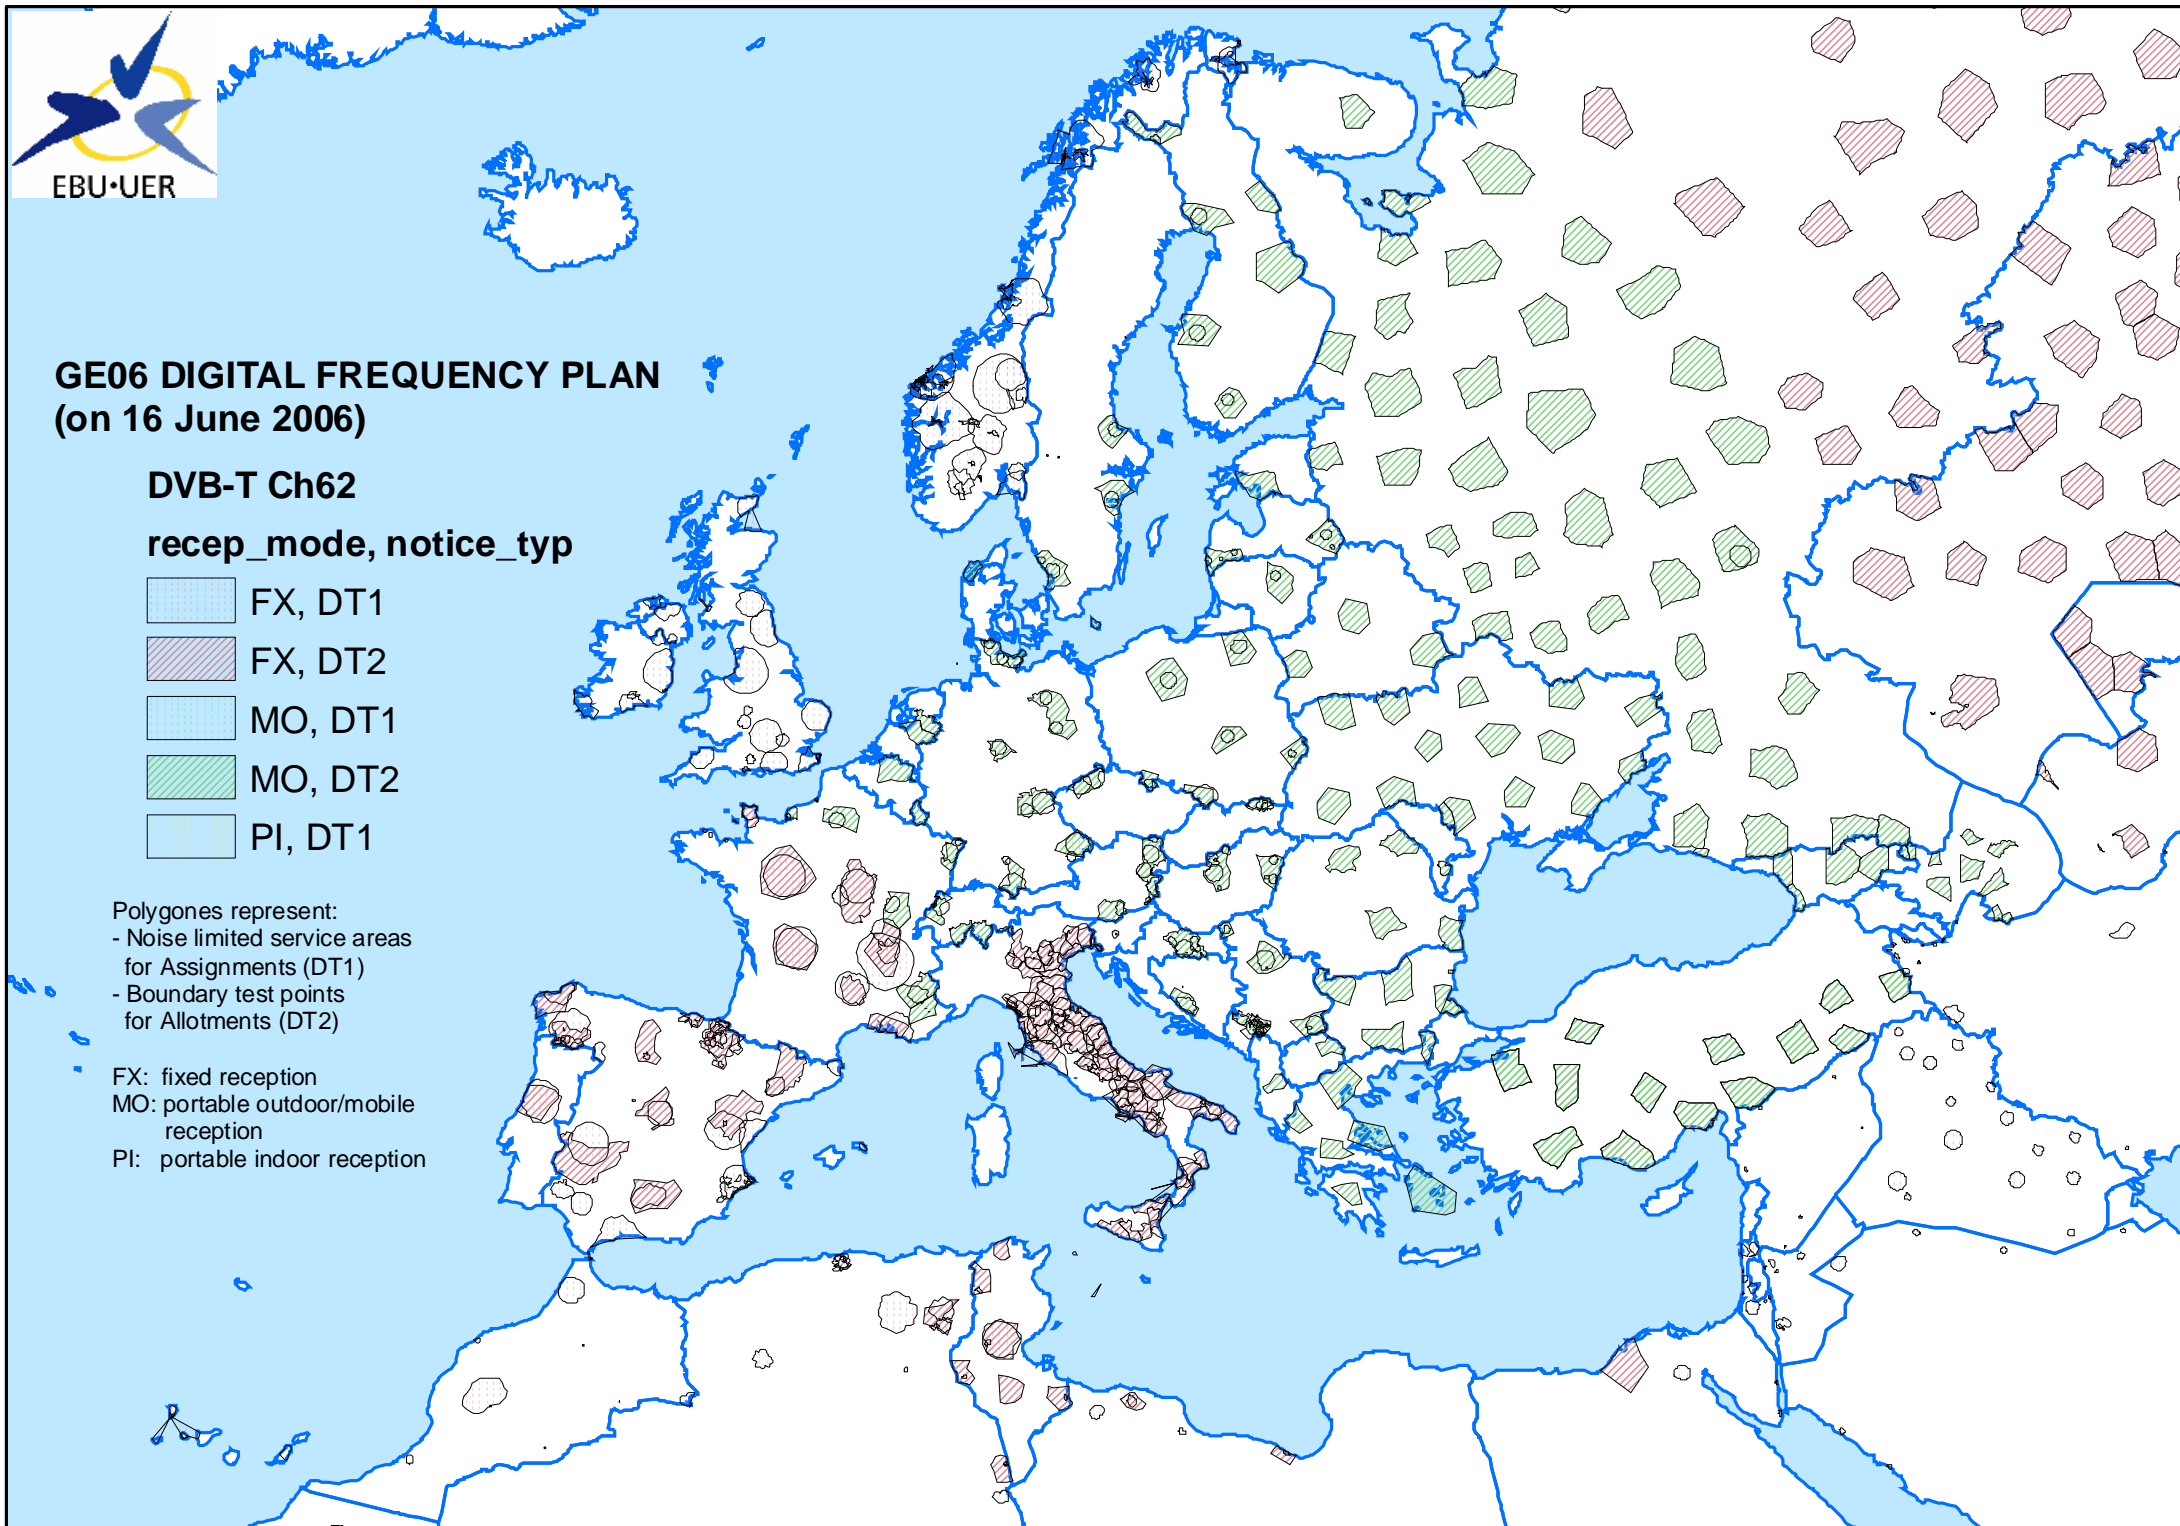 EBU·UER
GE06 DIGITAL FREQUENCY PLAN
(on 16 June 2006)
DVB-T Ch62
recep_mode, notice_typ
FX, DT1
FX, DT2
MO, DT1
MO, DT2
PI, DT1
Polygones represent:
- Noise limited service areas
for Assignments (DT1)
- Boundary test points
for Allotments (DT2)
FX: fixed reception
MO: portable outdoor/mobile
reception
PI: portable indoor reception